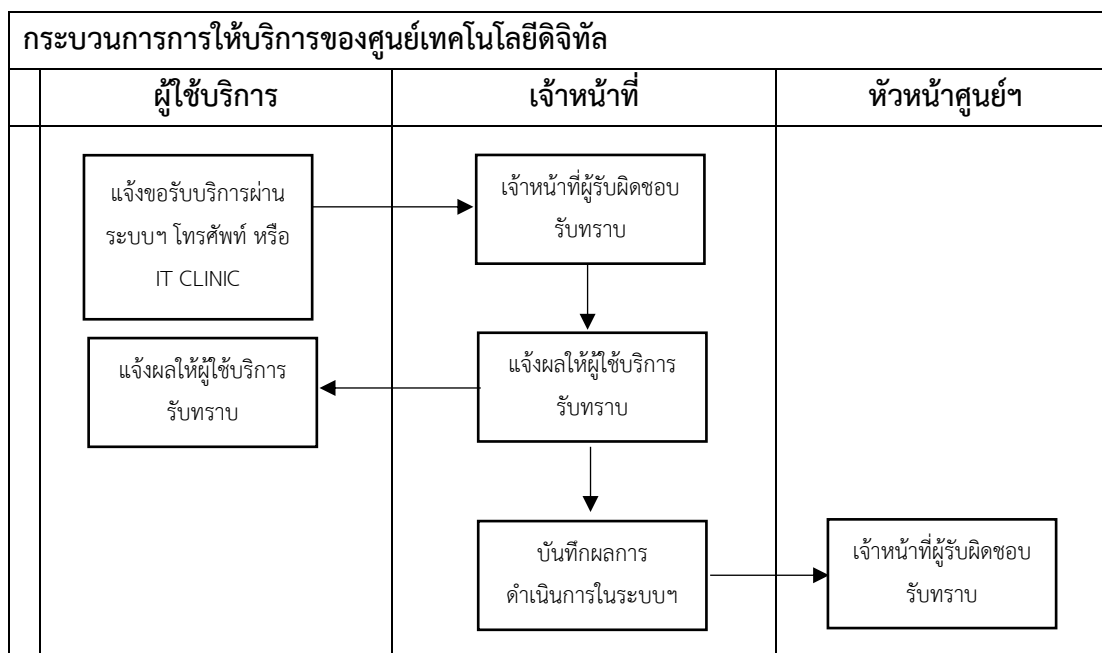 กระบวนการการให้บริการของศูนย์เทคโนโลยีดิจิทัล
ผู้ใช้บริการ
เจ้าหน้าที่
หัวหน้าศูนย์ฯ
แจ้งขอรับบริการผ่าน
ระบบฯ โทรศัพท์ หรือ
IT CLINIC
เจ้าหน้าที่ผู้รับผิดชอบ
รับทราบ
แจ้งผลให้ผู้ใช้บริการ
รับทราบ
แจ้งผลให้ผู้ใช้บริการ
รับทราบ
บันทึกผลการ
ดำเนินการในระบบฯ
เจ้าหน้าที่ผู้รับผิดชอบ
รับทราบ